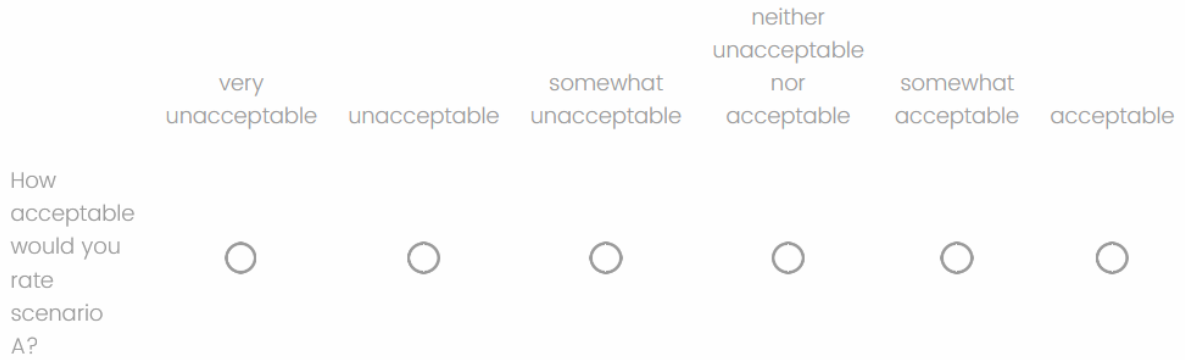 very
unacceptable
unacceptable
somewhat
unacceptable
neither
unacceptable
nor
acceptable
somewhat
acceptable
acceptable
How
acceptable
would you
rate
scenario
A?